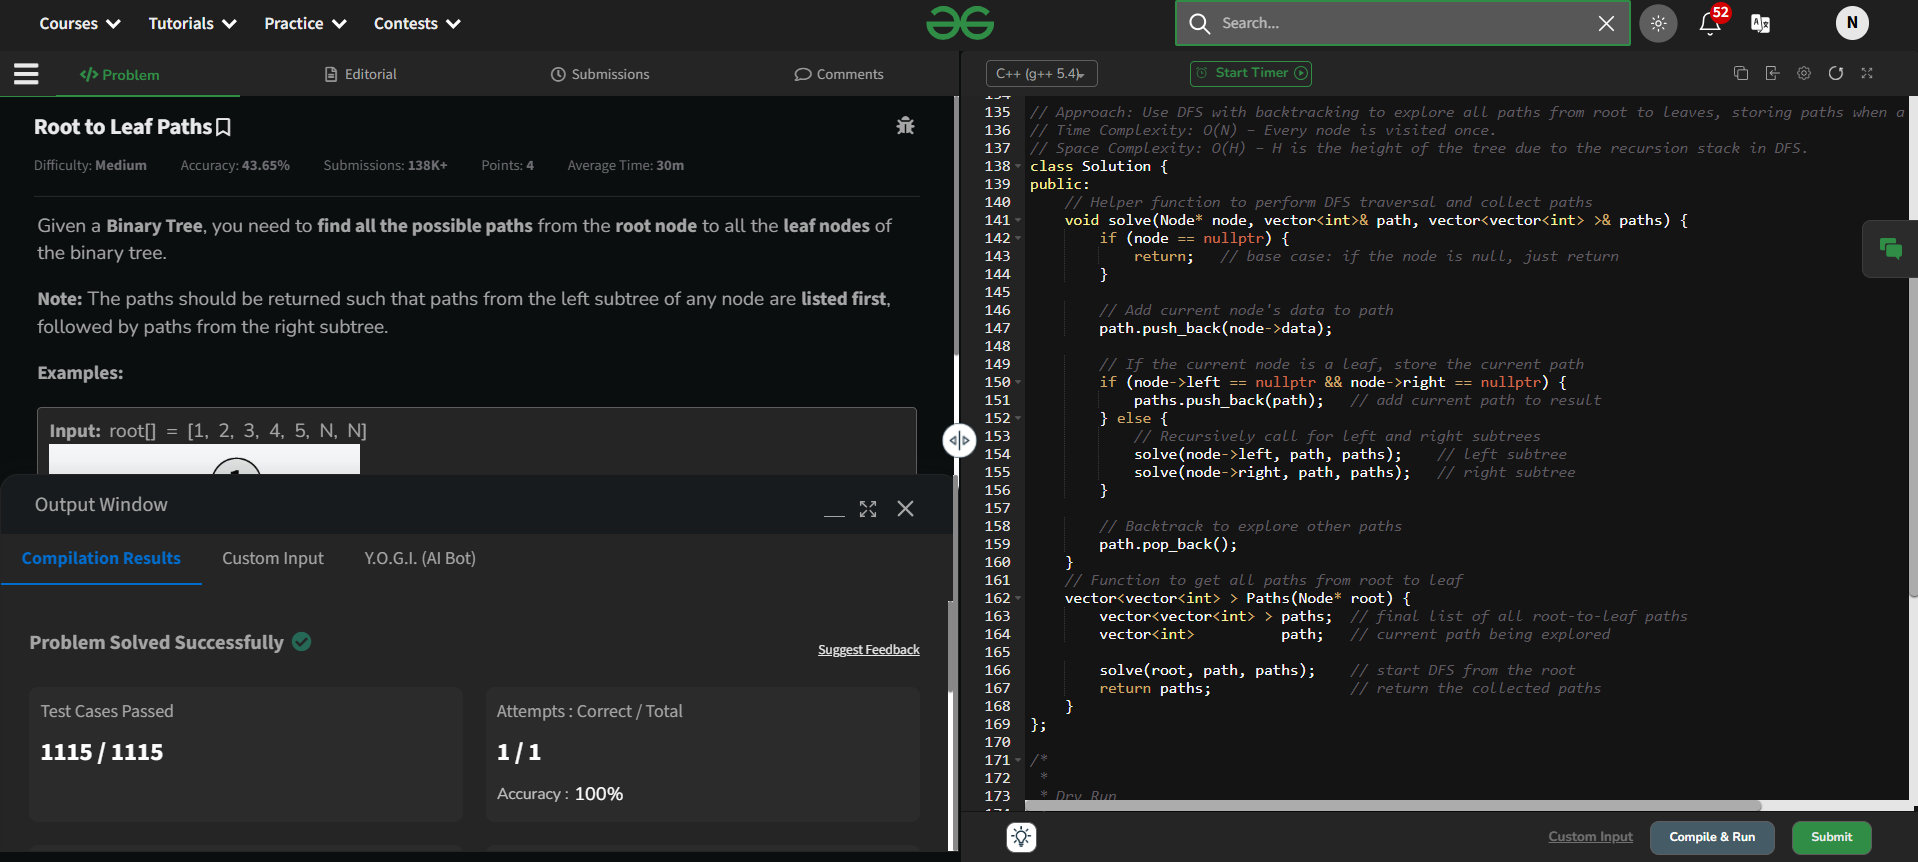 Courses
Tutorials
Practice
Contests
Search...
52
N
</> Problem
Editorial
Submissions
Comments
Root to Leaf Paths
Difficulty: Medium Accuracy: 43.65% Submissions: 138K+ Points: 4 Average Time: 30m
Given a Binary Tree, you need to find all the possible paths from the root node to all the leaf nodes of
the binary tree.
Note: The paths should be returned such that paths from the left subtree of any node are listed first,
followed by paths from the right subtree.
Examples:
Input: root[] = [1, 2, 3, 4, 5, N, N]
Output Window
Compilation Results
Custom Input
Y.O.G.I. (AI Bot)
Problem Solved Successfully
Suggest Feedback
Test Cases Passed
1115 / 1115
Attempts : Correct / Total
1 / 1
Accuracy : 100%
C++ (g++ 5.4)
Start Timer
134
135 // Approach: Use DFS with backtracking to explore all paths from root to leaves, storing paths when a
136 // Time Complexity: O(N) - Every node is visited once.
137 // Space Complexity: O(H) - H is the height of the tree due to the recursion stack in DFS.
138 class Solution {
139 public:
140     // Helper function to perform DFS traversal and collect paths
141     void solve(Node* node, vector<int>& path, vector<vector<int> >& paths) {
142         if (node == nullptr) {
143             return;   // base case: if the node is null, just return
144         }
145
146         // Add current node's data to path
147         path.push_back(node->data);
148
149         // If the current node is a leaf, store the current path
150         if (node->left == nullptr && node->right == nullptr) {
151             paths.push_back(path);   // add current path to result
152         } else {
153             // Recursively call for left and right subtrees
154             solve(node->left, path, paths);    // left subtree
155             solve(node->right, path, paths);   // right subtree
156         }
157
158         // Backtrack to explore other paths
159         path.pop_back();
160     }
161     // Function to get all paths from root to leaf
162     vector<vector<int> > Paths(Node* root) {
163         vector<vector<int> > paths;  // final list of all root-to-leaf paths
164         vector<int>          path;   // current path being explored
165
166         solve(root, path, paths);    // start DFS from the root
167         return paths;                // return the collected paths
168     }
169 };
170
171 /*
172  *
173  * Dry Run
Custom Input
Compile & Run
Submit